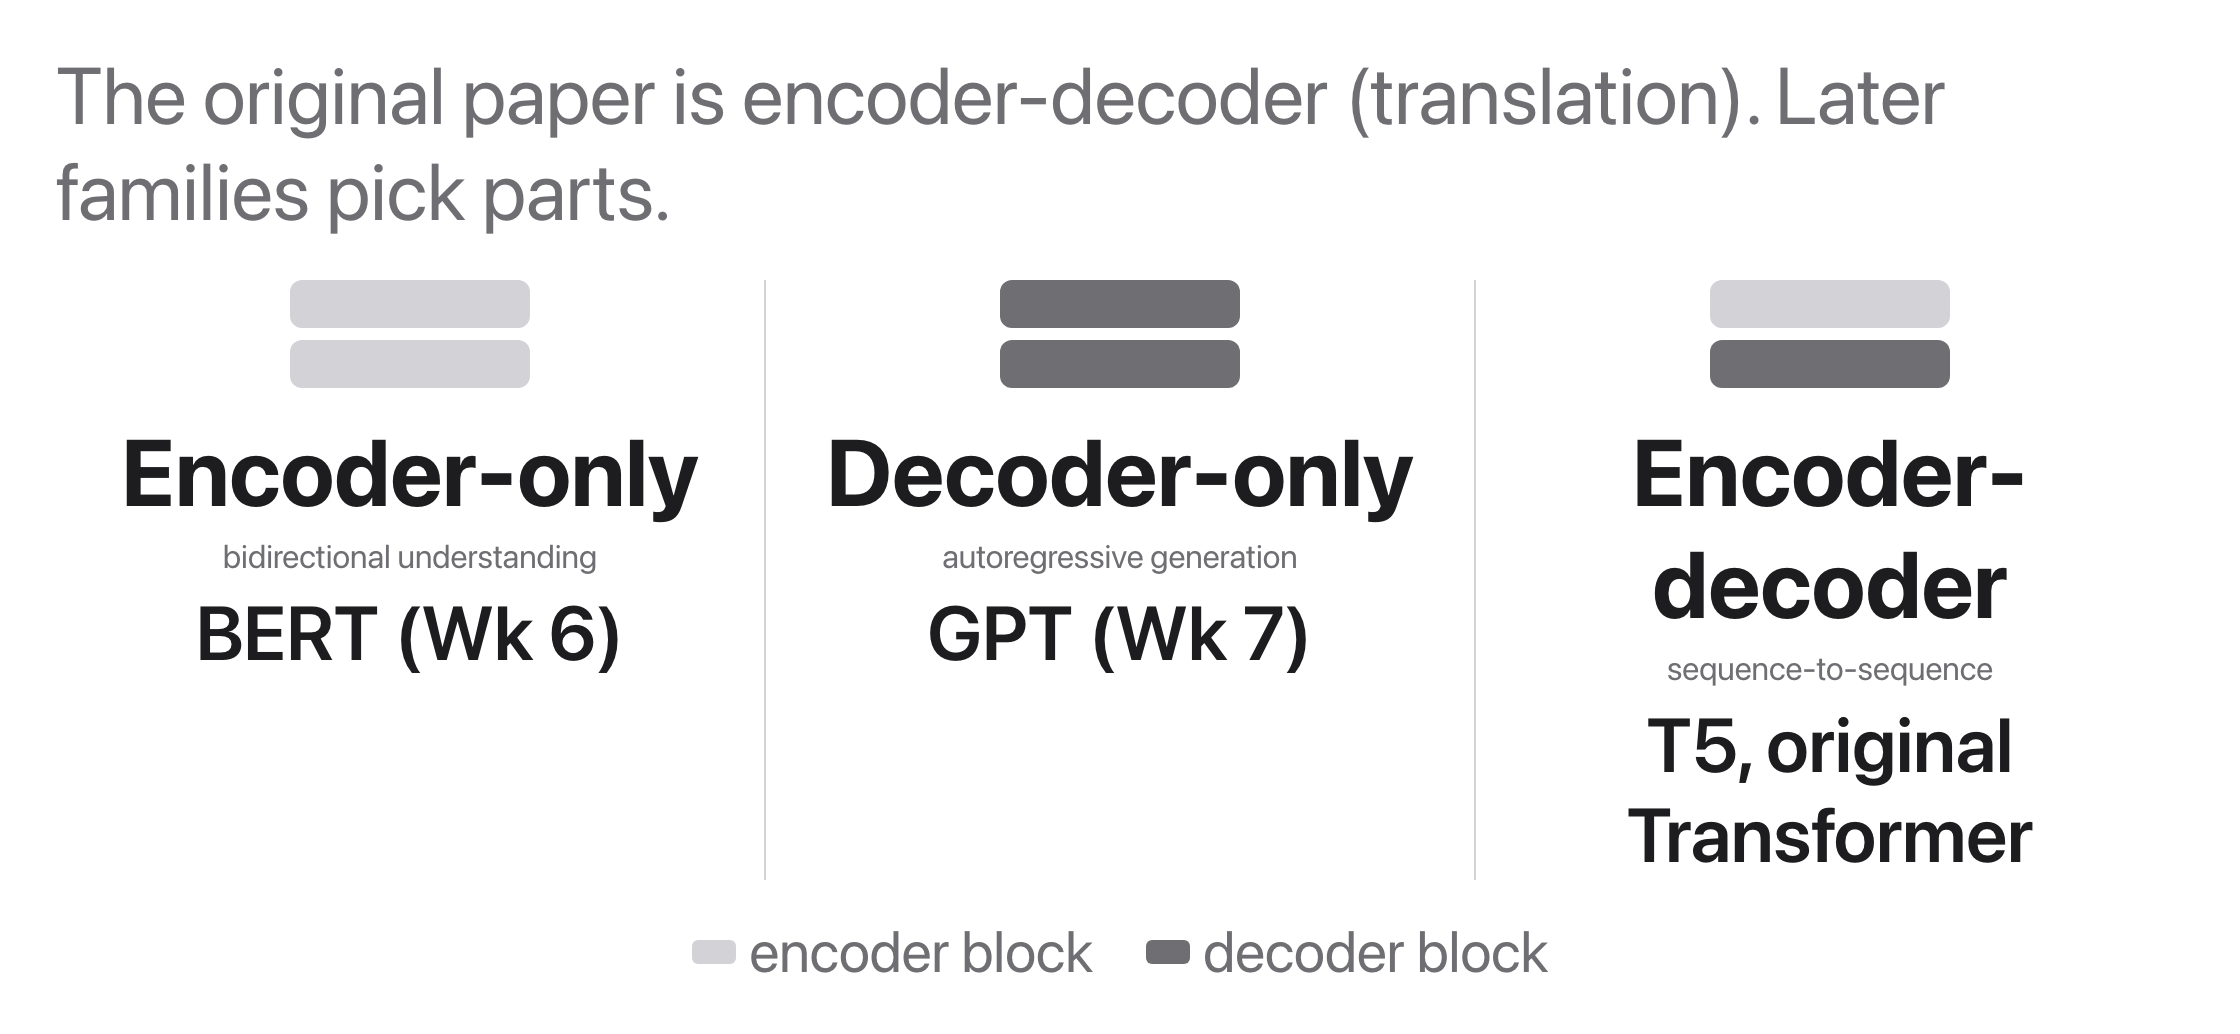 The original paper is encoder-decoder (translation). Later
families pick parts.
Encoder-only
bidirectional understanding
BERT (Wk 6)
Decoder-only
autoregressive generation
GPT (Wk 7)
Encoder-
decoder
sequence-to-sequence
T5, original
Transformer
encoder block
decoder block